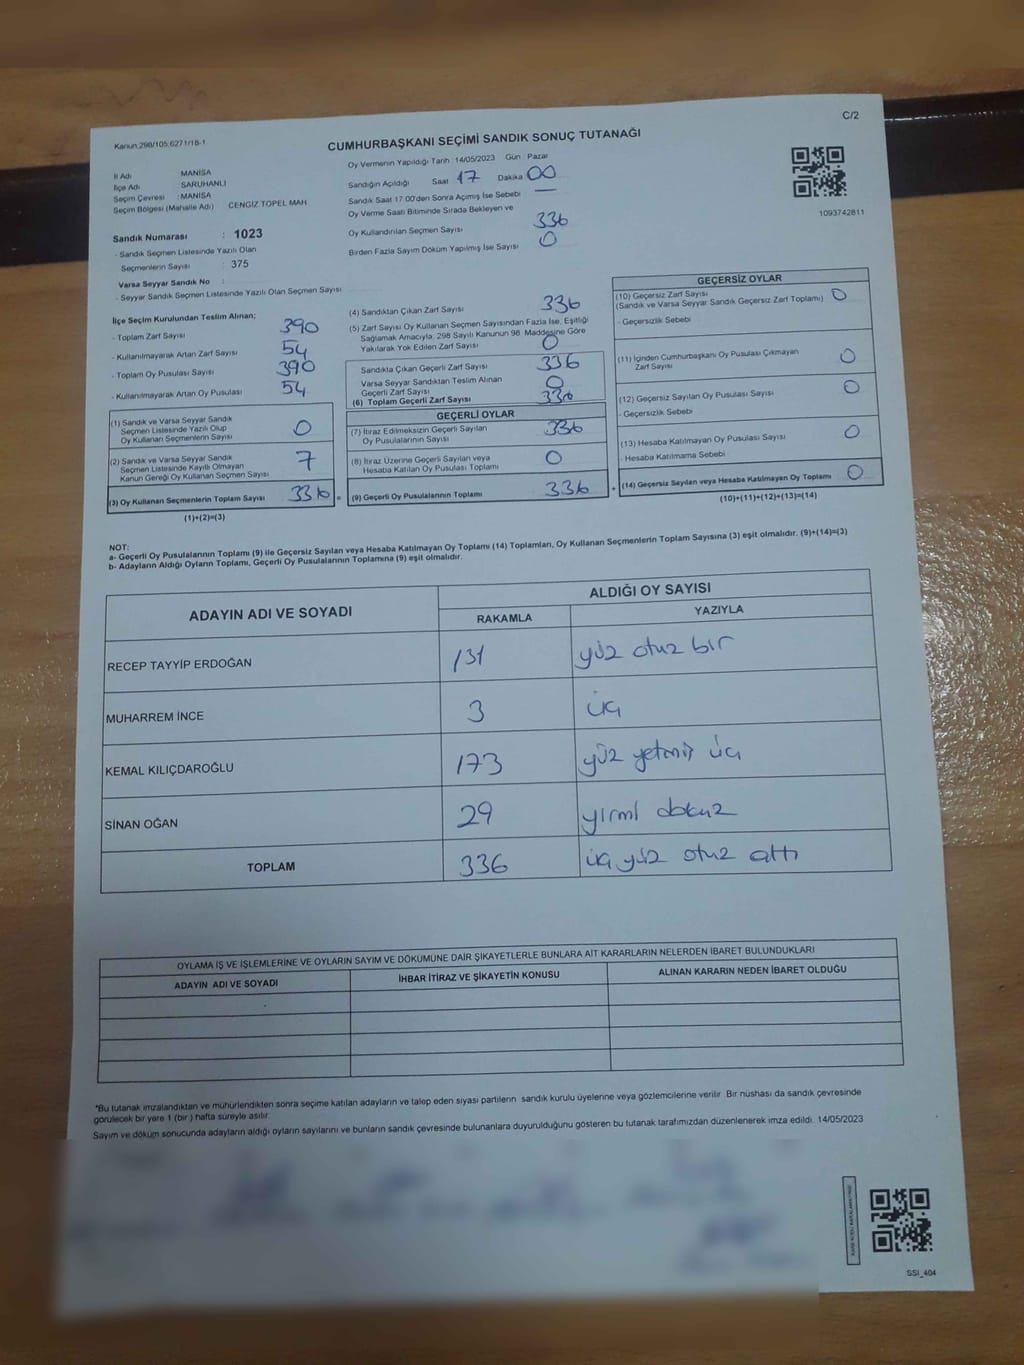 C/2
Kanun:298/105,6271/18-1
CUMHURBAŞKANI SEÇİMİ SANDIK SONUÇ TUTANAĞI
İl Adı MANİSA
İlçe Adı SARUHANLI
Seçim Çevresi : MANİSA
Seçim Bölgesi (Mahalle Adı) CENGİZ TOPEL MAH
Oy Vermenin Yapıldığı Tarih 14/05/2023 Gün Pazar
Sandığın Açıldığı Saat 17 Dakika 00
Sandık Saat 17:00'den Sonra Açımış İse Sebebi —
Oy Verme Saati Bitiminde Sırada Bekleyen ve
Oy Kullandırılan Seçmen Sayısı 336
Birden Fazla Sayım Döküm Yapılmış İse Sayısı 0
1093742811
Sandık Numarası : 1023
- Sandık Seçmen Listesinde Yazılı Olan
Seçmenlerin Sayısı : 375
Varsa Seyyar Sandık No :
- Seyyar Sandık Seçmen Listesinde Yazılı Olan Seçmen Sayısı
İlçe Seçim Kurulundan Teslim Alınan;
- Toplam Zarf Sayısı 390
- Kullanılmayarak Artan Zarf Sayısı 54
- Toplam Oy Pusulası Sayısı 390
- Kullanılmayarak Artan Oy Pusulası 54
(1) Sandık ve Varsa Seyyar Sandık
Seçmen Listesinde Yazılı Olup
Oy Kullanan Seçmenlerin Sayısı 0
(2) Sandık ve Varsa Seyyar Sandık
Seçmen Listesinde Kayıtlı Olmayan
Kanun Gereği Oy Kullanan Seçmen Sayısı 7
(3) Oy Kullanan Seçmenlerin Toplam Sayısı 336 =
(1)+(2)=(3)
(4) Sandıktan Çıkan Zarf Sayısı 336
(5) Zarf Sayısı Oy Kullanan Seçmen Sayısından Fazla İse, Eşitliği
Sağlamak Amacıyla, 298 Sayılı Kanunun 98. Maddesine Göre
Yakılarak Yok Edilen Zarf Sayısı 0
Sandıkta Çıkan Geçerli Zarf Sayısı 336
Varsa Seyyar Sandıktan Teslim Alınan
Geçerli Zarf Sayısı 0
(6) Toplam Geçerli Zarf Sayısı 336
GEÇERLİ OYLAR
(7) İtiraz Edilmeksizin Geçerli Sayılan
Oy Pusulalarının Sayısı 336
(8) İtiraz Üzerine Geçerli Sayılan veya
Hesaba Katılan Oy Pusulası Toplamı 0
(9) Geçerli Oy Pusulalarının Toplamı 336 +
GEÇERSİZ OYLAR
(10) Geçersiz Zarf Sayısı
(Sandık ve Varsa Seyyar Sandık Geçersiz Zarf Toplamı) 0
- Geçersizlik Sebebi
(11) İçinden Cumhurbaşkanı Oy Pusulası Çıkmayan
Zarf Sayısı 0
(12) Geçersiz Sayılan Oy Pusulası Sayısı 0
- Geçersizlik Sebebi
(13) Hesaba Katılmayan Oy Pusulası Sayısı 0
- Hesaba Katılmama Sebebi
(14) Geçersiz Sayılan veya Hesaba Katılmayan Oy Toplamı 0
(10)+(11)+(12)+(13)=(14)
NOT:
a- Geçerli Oy Pusulalarının Toplamı (9) ile Geçersiz Sayılan veya Hesaba Katılmayan Oy Toplamı (14) Toplamları, Oy Kullanan Seçmenlerin Toplam Sayısına (3) eşit olmalıdır. (9)+(14)=(3)
b- Adayların Aldığı Oyların Toplamı, Geçerli Oy Pusulalarının Toplamına (9) eşit olmalıdır.
ADAYIN ADI VE SOYADI
ALDIĞI OY SAYISI
RAKAMLA YAZIYLA
RECEP TAYYİP ERDOĞAN 131 yüz otuz bir
MUHARREM İNCE 3 üç
KEMAL KILIÇDAROĞLU 173 yüz yetmiş üç
SİNAN OĞAN 29 yirmi dokuz
TOPLAM 336 üç yüz otuz altı
OYLAMA İŞ VE İŞLEMLERİNE VE OYLARIN SAYIM VE DÖKÜMÜNE DAİR ŞİKAYETLERLE BUNLARA AİT KARARLARIN NELERDEN İBARET BULUNDUKLARI
ADAYIN ADI VE SOYADI İHBAR İTİRAZ VE ŞİKAYETİN KONUSU ALINAN KARARIN NEDEN İBARET OLDUĞU
*Bu tutanak imzalandıktan ve mühürlendikten sonra seçime katılan adayların ve talep eden siyasi partilerin sandık kurulu üyelerine veya gözlemcilerine verilir. Bir nüshası da sandık çevresinde
görülecek bir yere 1 (bir ) hafta süreyle asılır.
Sayım ve döküm sonucunda adayların aldığı oyların sayılarını ve bunların sandık çevresinde bulunanlara duyurulduğunu gösteren bu tutanak tarafımızdan düzenlenerek imza edildi. 14/05/2023
SSI_404